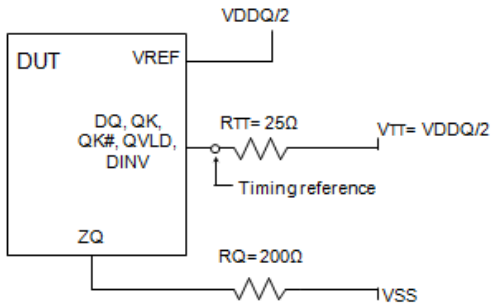 VDDQ/2
DUT
VREF
DQ, QK,
QK#, QVLD,
DINV
RTT= 25Ω
VTT= VDDQ/2
Timing reference
ZQ
RQ= 200Ω
VSS